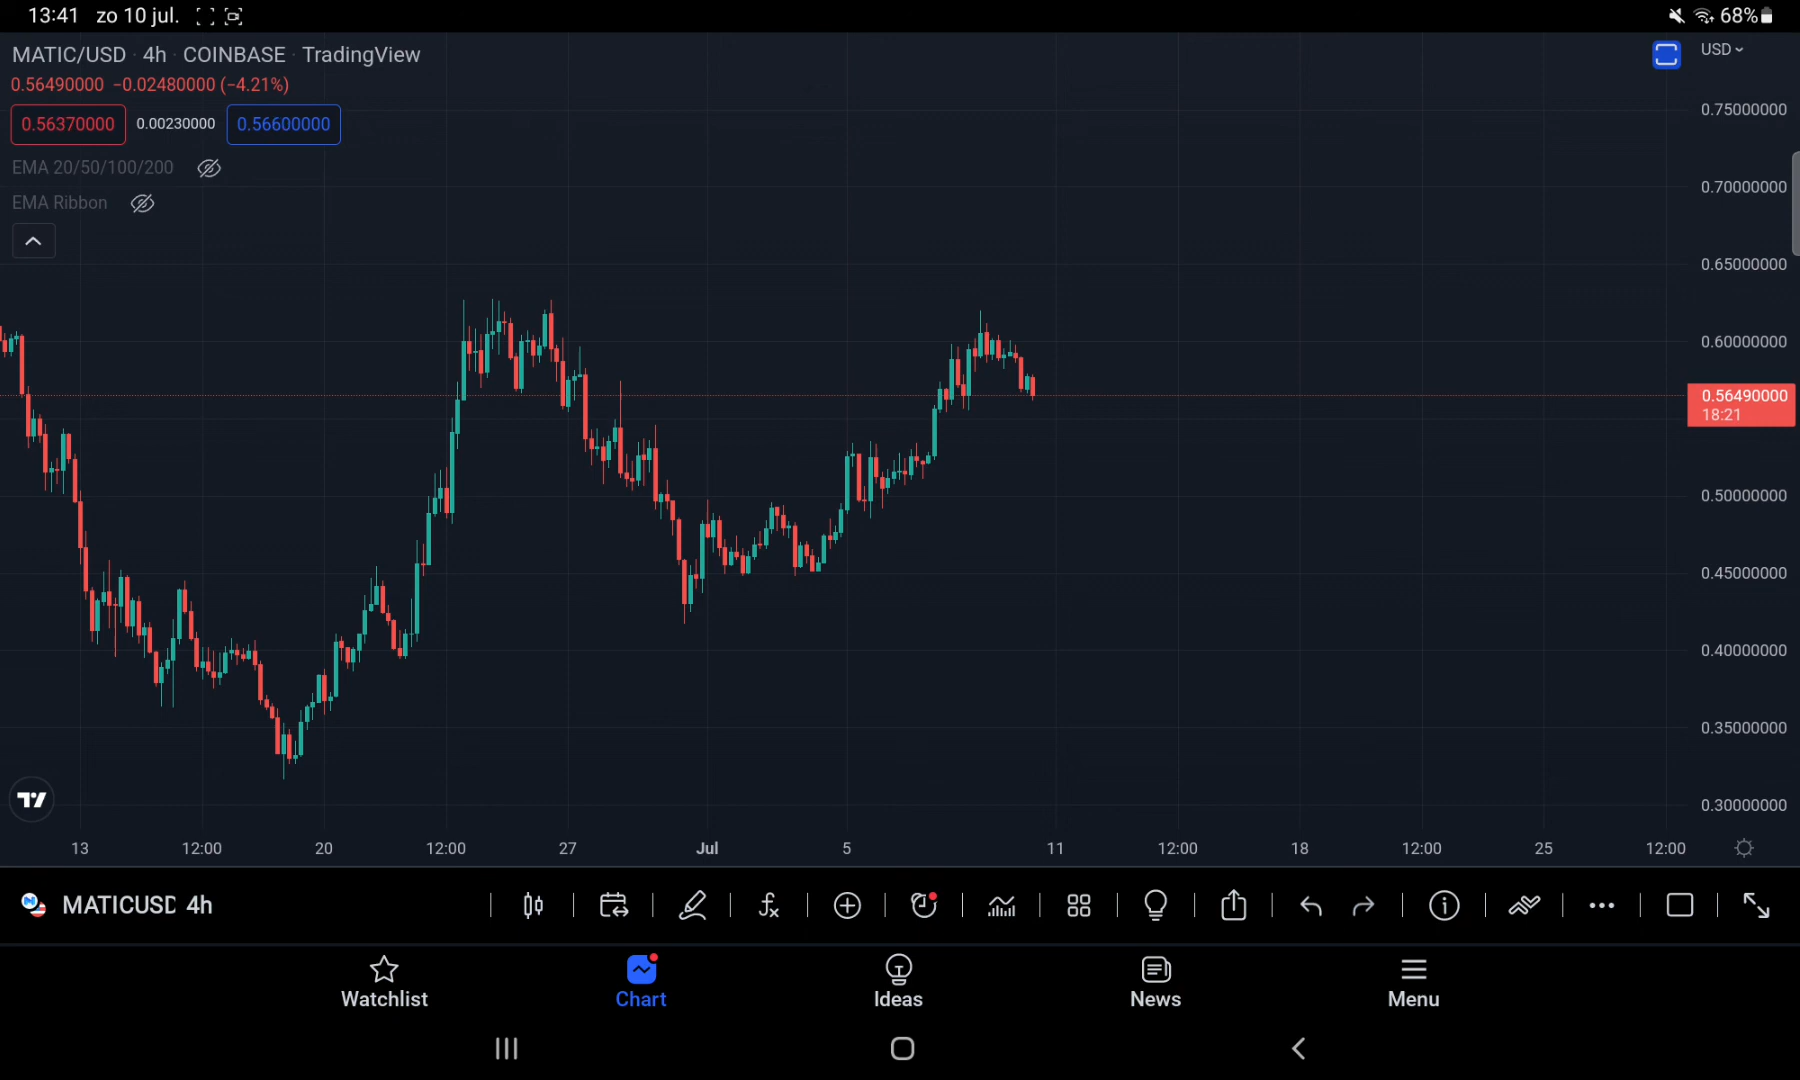 13:41 zo 10 jul. 68%
MATIC/USD · 4h · COINBASE · TradingView
USD
0.56490000 −0.02480000 (−4.21%)
0.56370000 0.00230000 0.56600000
EMA 20/50/100/200
EMA Ribbon
0.75000000
0.70000000
0.65000000
0.60000000
0.56490000
18:21
0.50000000
0.45000000
0.40000000
0.35000000
0.30000000
13 12:00 20 12:00 27 Jul 5 11 12:00 18 12:00 25 12:00
MATICUSD 4h
Watchlist Chart Ideas News Menu